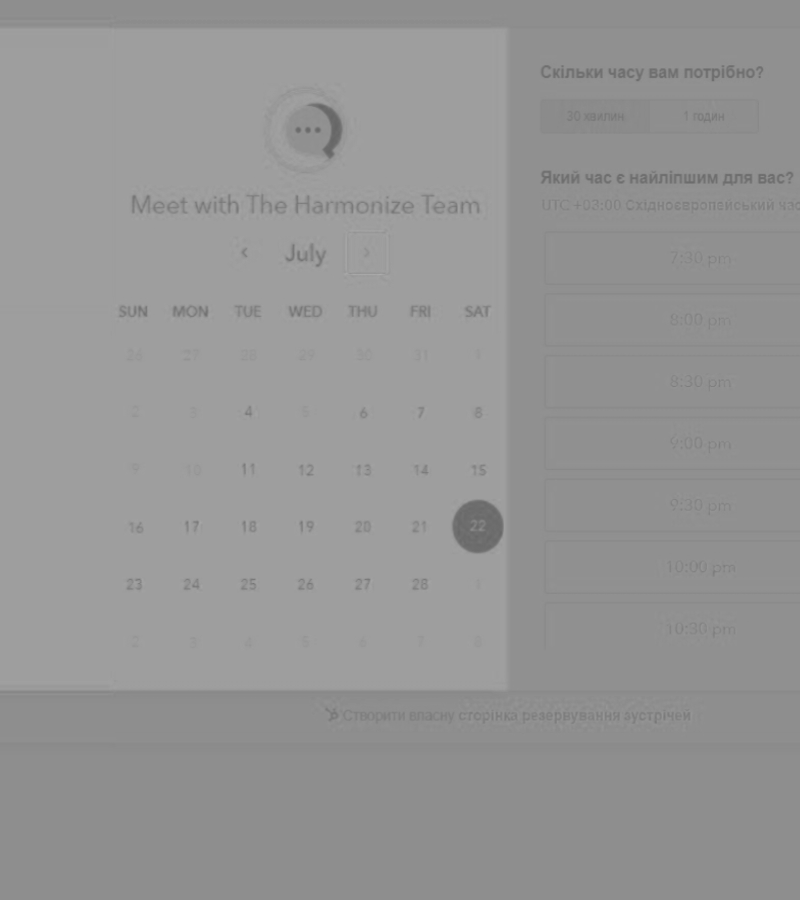 Meet with The Harmonize Team
July
SUN MON TUE WED THU FRI SAT
26 27 28 29 30 31 1
2 3 4 5 6 7 8
9 10 11 12 13 14 15
16 17 18 19 20 21 22
23 24 25 26 27 28 1
2 3 4 5 6 7 8
Скільки часу вам потрібно?
30 хвилин 1 годин
Який час є найліпшим для вас?
UTC +03:00 Східноєвропейський час
7:30 pm
8:00 pm
8:30 pm
9:00 pm
9:30 pm
10:00 pm
10:30 pm
Створити власну сторінка резервування зустрічей